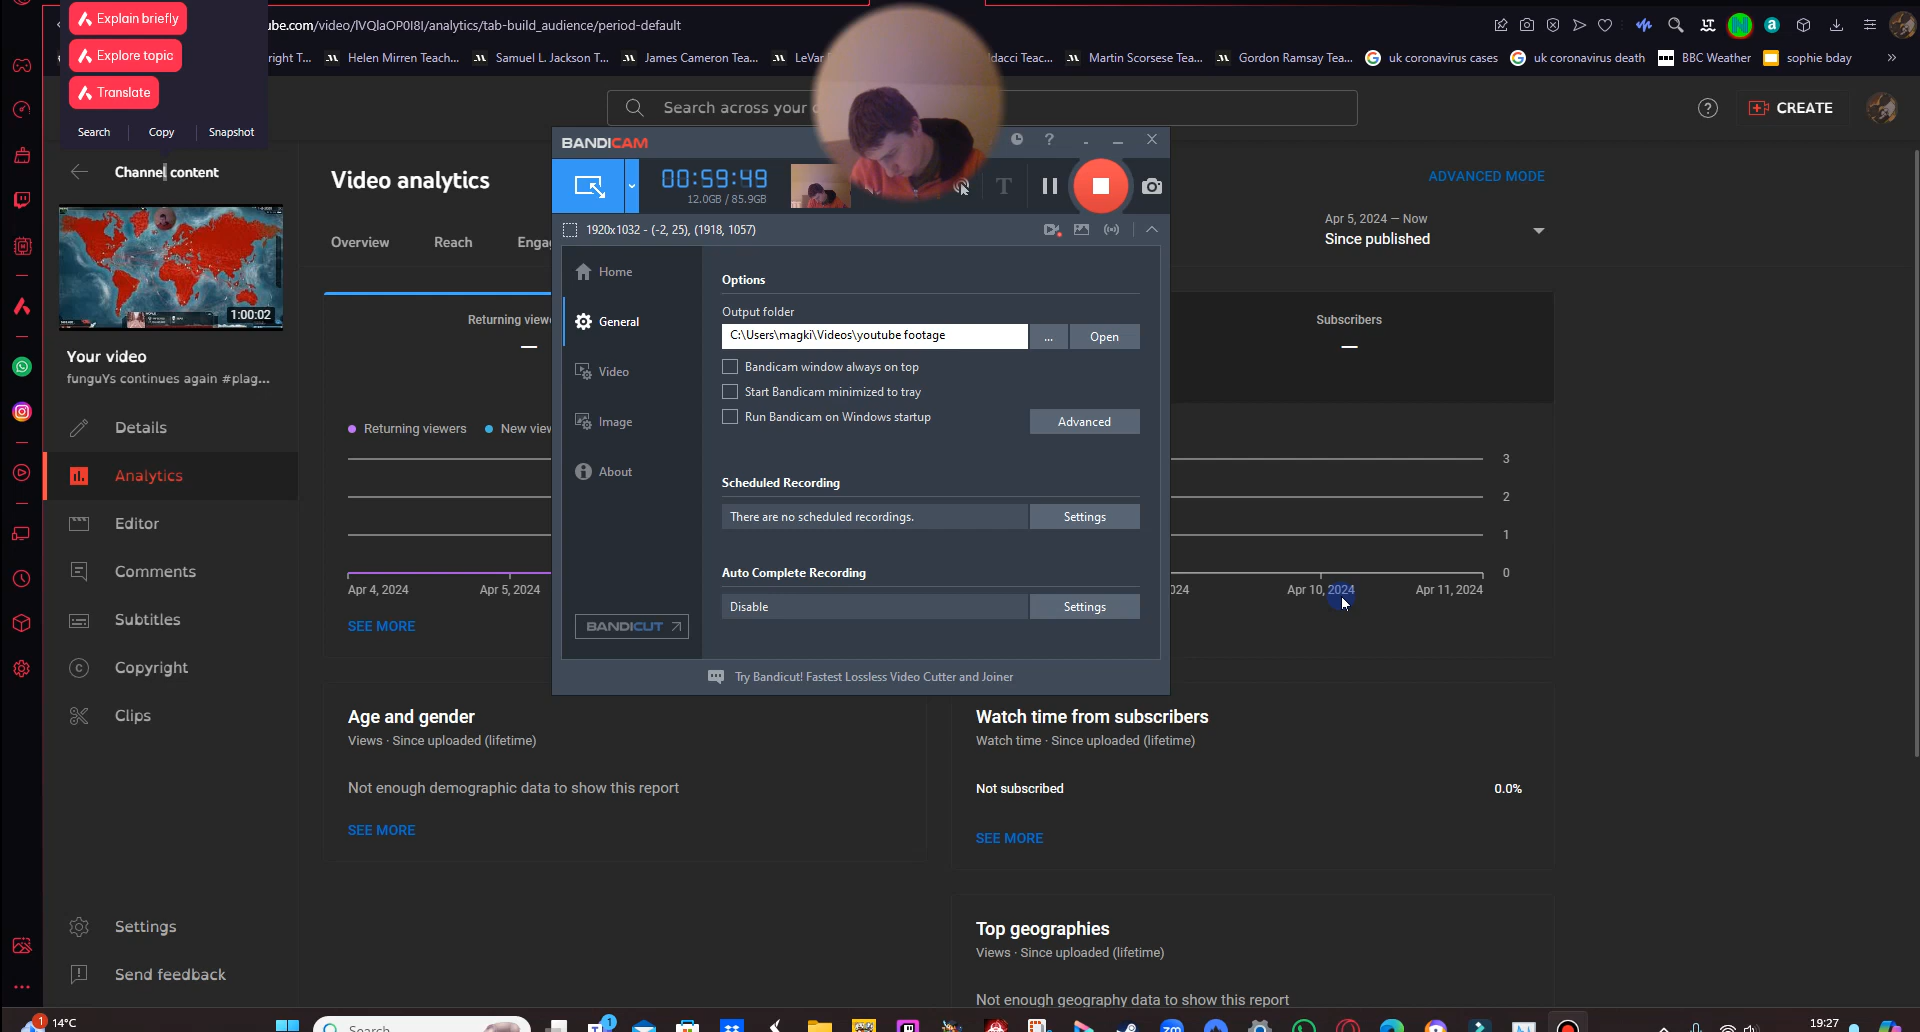 Explain briefly
Explore topic
Translate
Search
Copy
Snapshot
ube.com/video/lVQlaOP0I8I/analytics/tab-build_audience/period-default
right T...
Helen Mirren Teach...
Samuel L. Jackson T...
James Cameron Tea...
LeVar
dacci Teac...
Martin Scorsese Tea...
Gordon Ramsay Tea...
uk coronavirus cases
uk coronavirus death
BBC Weather
sophie bday
Search across your c
CREATE
Channel content
1:00:02
Your video
funguYs continues again #plag...
Details
Analytics
Editor
Comments
Subtitles
Copyright
Clips
Settings
Send feedback
Video analytics
ADVANCED MODE
Overview
Reach
Enga
Apr 5, 2024 – Now
Since published
Returning view
—
Subscribers
—
Returning viewers
New view
3
2
1
0
Apr 4, 2024
Apr 5, 2024
024
Apr 10, 2024
Apr 11, 2024
SEE MORE
BANDICAM
00:59:49
12.0GB / 85.9GB
1920x1032 - (-2, 25), (1918, 1057)
Home
General
Video
Image
About
BANDICUT
Options
Output folder
C:\Users\magki\Videos\youtube footage
...
Open
Bandicam window always on top
Start Bandicam minimized to tray
Run Bandicam on Windows startup
Advanced
Scheduled Recording
There are no scheduled recordings.
Settings
Auto Complete Recording
Disable
Settings
Try Bandicut! Fastest Lossless Video Cutter and Joiner
Age and gender
Views · Since uploaded (lifetime)
Not enough demographic data to show this report
SEE MORE
Watch time from subscribers
Watch time · Since uploaded (lifetime)
Not subscribed
0.0%
SEE MORE
Top geographies
Views · Since uploaded (lifetime)
Not enough geography data to show this report
1
14°C
Search
1
19:27